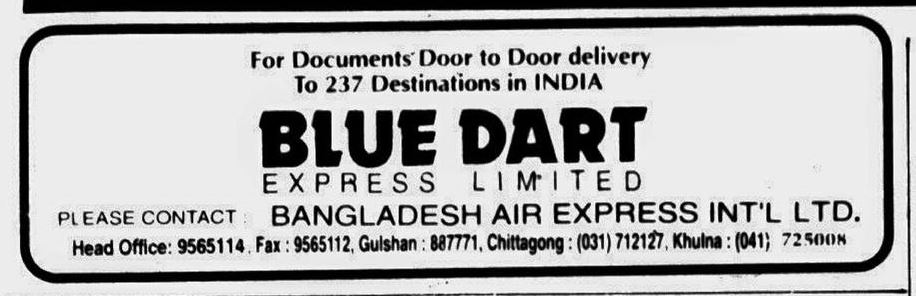 For Documents Door to Door delivery
To 237 Destinations in INDIA
BLUE DART
EXPRESS LIMITED
PLEASE CONTACT : BANGLADESH AIR EXPRESS INT'L LTD.
Head Office: 9565114, Fax : 9565112, Gulshan : 887771, Chittagong : (031) 712127, Khulna : (041) 725008